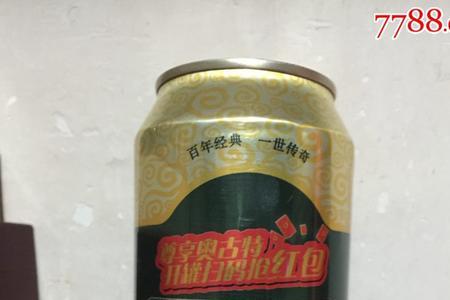 7788.c
百年经典 一世传奇
尊享奥古特
开罐扫码抢红包